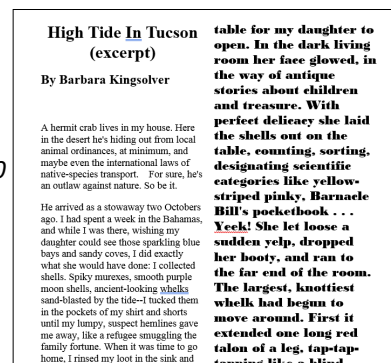 High Tide In Tucson
(excerpt)
By Barbara Kingsolver
A hermit crab lives in my house. Here
in the desert he's hiding out from local
animal ordinances, at minimum, and
maybe even the international laws of
native-species transport. For sure, he's
an outlaw against nature. So be it.
He arrived as a stowaway two Octobers
ago. I had spent a week in the Bahamas,
and while I was there, wishing my
daughter could see those sparkling blue
bays and sandy coves, I did exactly
what she would have done: I collected
shells. Spiky murexes, smooth purple
moon shells, ancient-looking whelks
sand-blasted by the tide--I tucked them
in the pockets of my shirt and shorts
until my lumpy, suspect hemlines gave
me away, like a refugee smuggling the
family fortune. When it was time to go
home, I rinsed my loot in the sink and
table for my daughter to
open. In the dark living
room her face glowed, in
the way of antique
stories about children
and treasure. With
perfect delicacy she laid
the shells out on the
table, counting, sorting,
designating scientific
categories like yellow-
striped pinky, Barnacle
Bill's pocketbook . . .
Yeek! She let loose a
sudden yelp, dropped
her booty, and ran to
the far end of the room.
The largest, knottiest
whelk had begun to
move around. First it
extended one long red
talon of a leg, tap-tap-
tapping like a blind